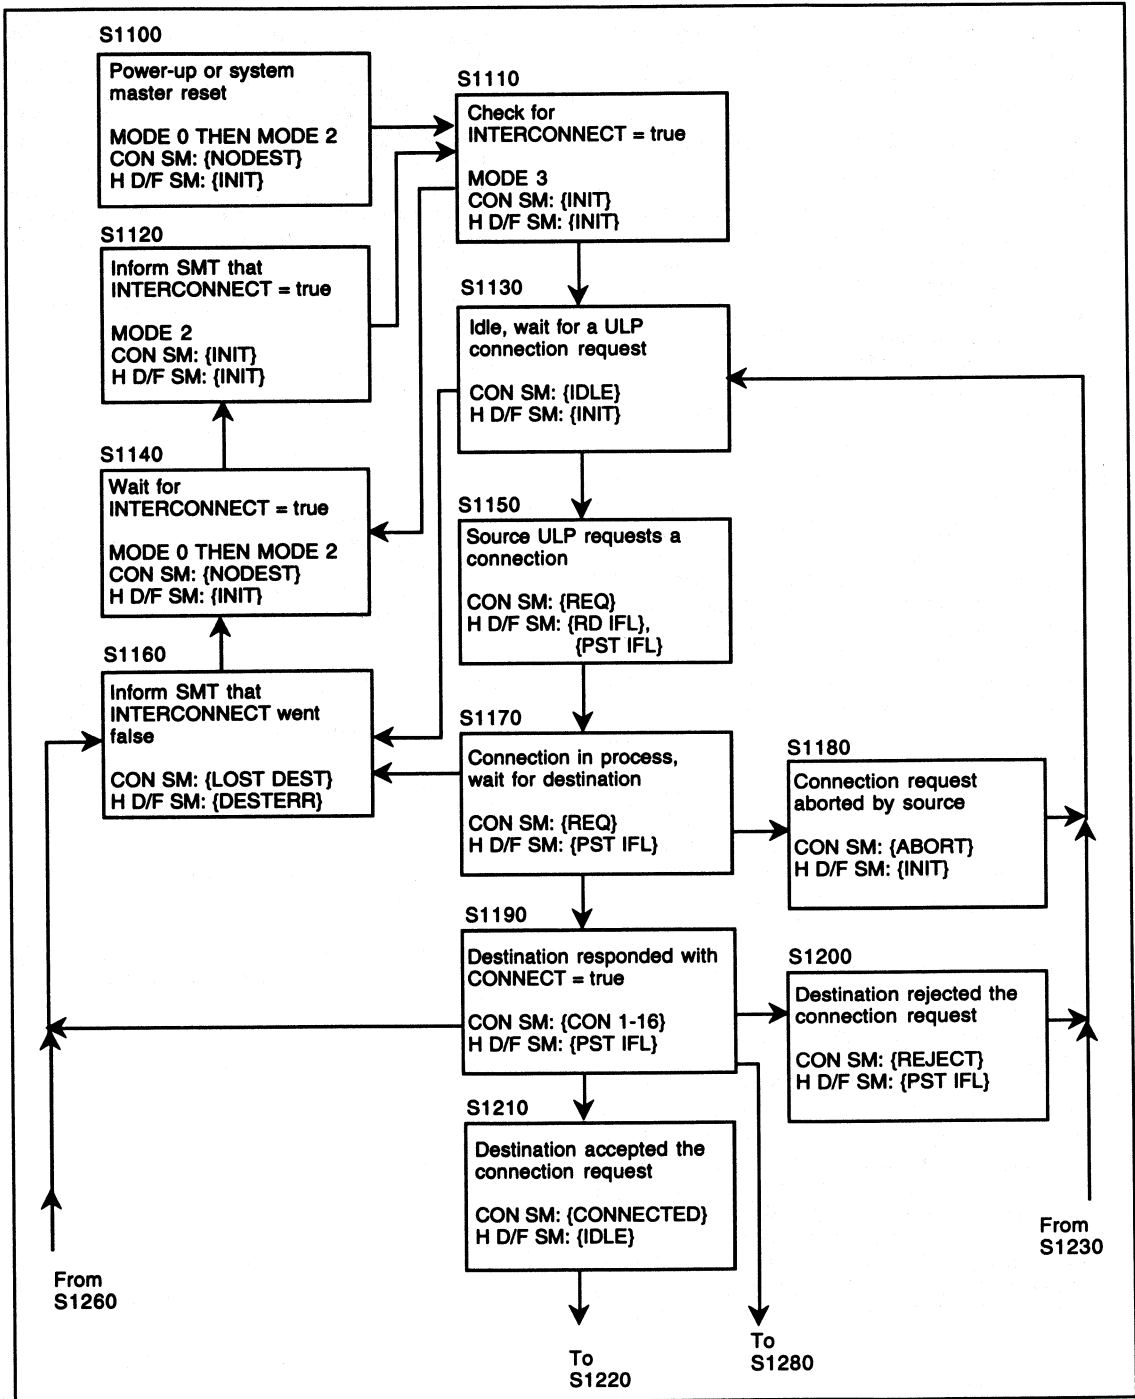 S1100
Power-up or system
master reset
MODE 0 THEN MODE 2
CON SM: {NODEST}
H D/F SM: {INIT}
S1110
Check for
INTERCONNECT = true
MODE 3
CON SM: {INIT}
H D/F SM: {INIT}
S1120
Inform SMT that
INTERCONNECT = true
MODE 2
CON SM: {INIT}
H D/F SM: {INIT}
S1130
Idle, wait for a ULP
connection request
CON SM: {IDLE}
H D/F SM: {INIT}
S1140
Wait for
INTERCONNECT = true
MODE 0 THEN MODE 2
CON SM: {NODEST}
H D/F SM: {INIT}
S1150
Source ULP requests a
connection
CON SM: {REQ}
H D/F SM: {RD IFL},
{PST IFL}
S1160
Inform SMT that
INTERCONNECT went
false
CON SM: {LOST DEST}
H D/F SM: {DESTERR}
S1170
Connection in process,
wait for destination
CON SM: {REQ}
H D/F SM: {PST IFL}
S1180
Connection request
aborted by source
CON SM: {ABORT}
H D/F SM: {INIT}
S1190
Destination responded with
CONNECT = true
CON SM: {CON 1-16}
H D/F SM: {PST IFL}
S1200
Destination rejected the
connection request
CON SM: {REJECT}
H D/F SM: {PST IFL}
S1210
Destination accepted the
connection request
CON SM: {CONNECTED}
H D/F SM: {IDLE}
From
S1230
From
S1260
To
S1280
To
S1220